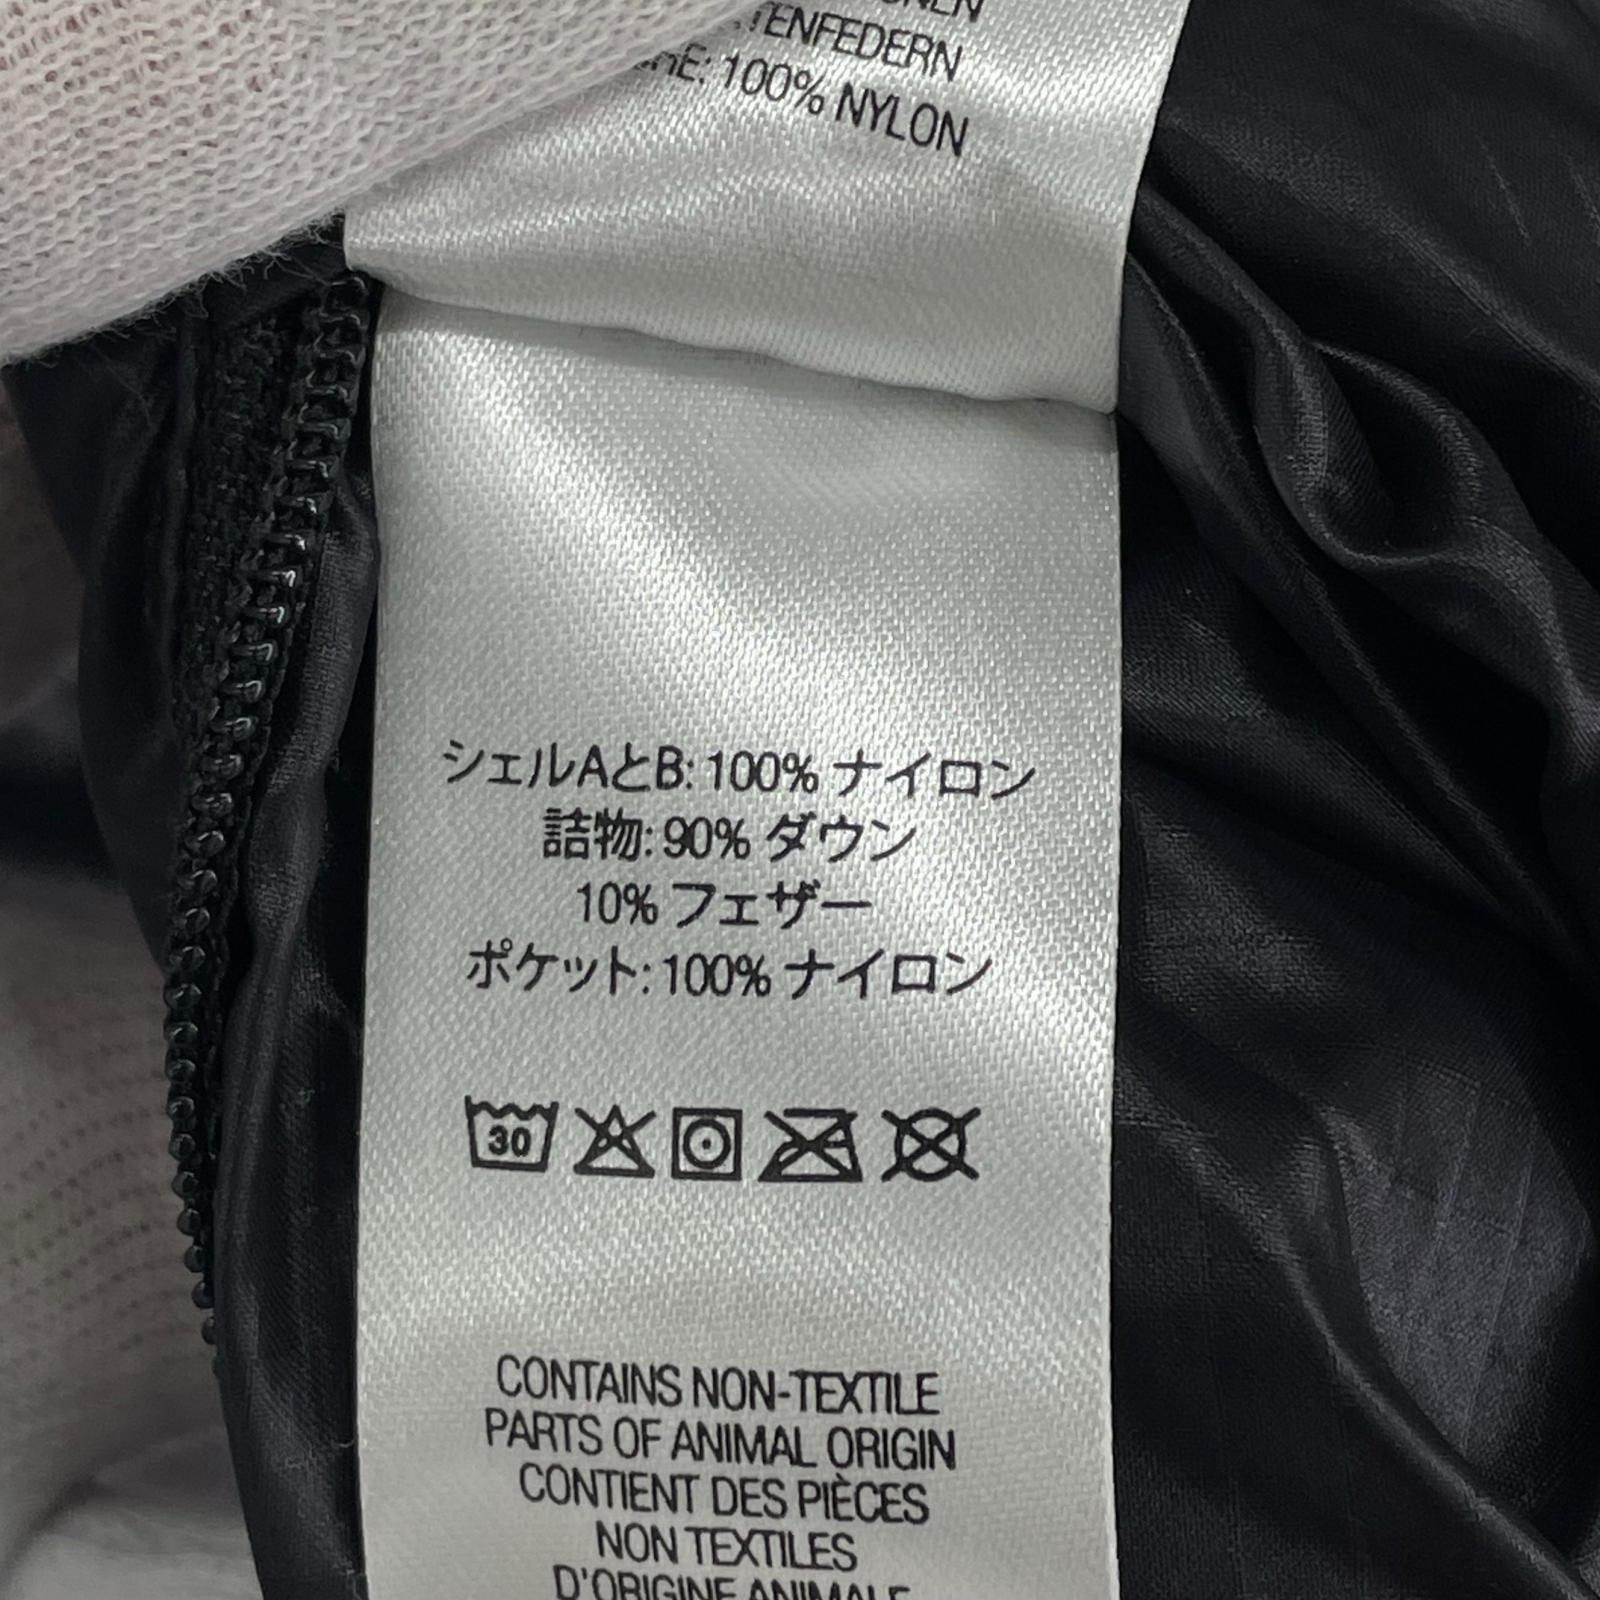 100% NYLON
シェルAとB: 100% ナイロン
詰物: 90% ダウン
10% フェザー
ポケット: 100% ナイロン
30
CONTAINS NON-TEXTILE
PARTS OF ANIMAL ORIGIN
CONTIENT DES PIÈCES
NON TEXTILES
D'ORIGINE ANIMALE